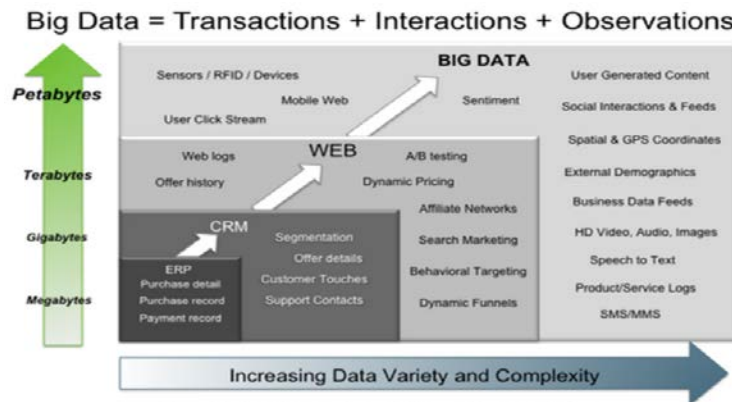 Big Data = Transactions + Interactions + Observations
Petabytes
Terabytes
Gigabytes
Megabytes
BIG DATA
Sensors / RFID / Devices
Mobile Web
Sentiment
User Click Stream
User Generated Content
Social Interactions & Feeds
Spatial & GPS Coordinates
External Demographics
Business Data Feeds
HD Video, Audio, Images
Speech to Text
Product/Service Logs
SMS/MMS
WEB
Web logs
Offer history
A/B testing
Dynamic Pricing
Affiliate Networks
Search Marketing
Behavioral Targeting
Dynamic Funnels
CRM
Segmentation
Offer details
Customer Touches
Support Contacts
ERP
Purchase detail
Purchase record
Payment record
Increasing Data Variety and Complexity